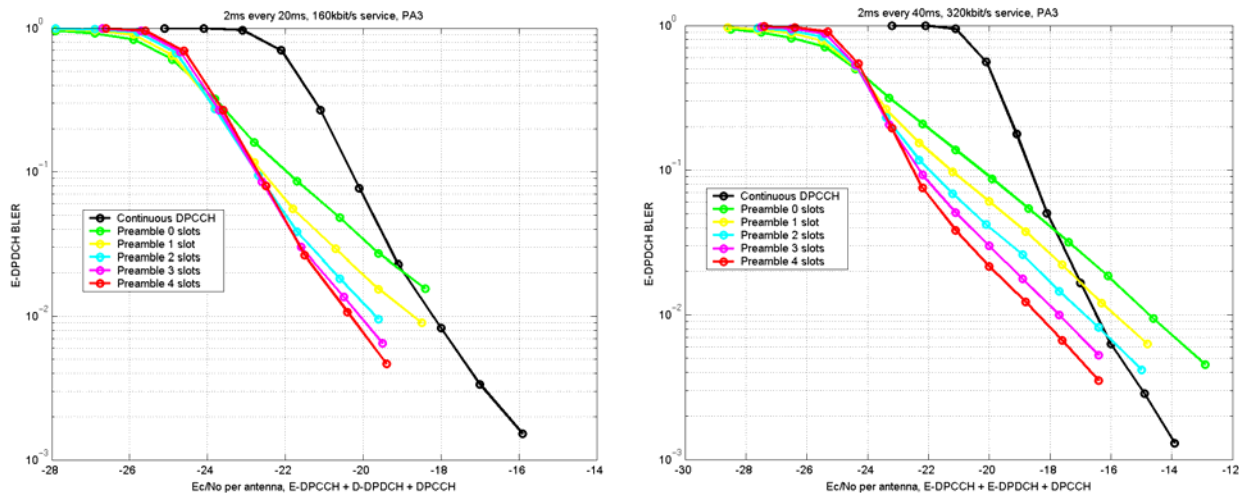 2ms every 20ms, 160kbit/s service, PA3
10^0
10^-1
10^-2
10^-3
E-DPDCH BLER
Continuous DPCCH
Preamble 0 slots
Preamble 1 slot
Preamble 2 slots
Preamble 3 slots
Preamble 4 slots
-28 -26 -24 -22 -20 -18 -16 -14
Ec/No per antenna, E-DPCCH + D-DPDCH + DPCCH
2ms every 40ms, 320kbit/s service, PA3
10^0
10^-1
10^-2
10^-3
E-DPDCH BLER
Continuous DPCCH
Preamble 0 slots
Preamble 1 slot
Preamble 2 slots
Preamble 3 slots
Preamble 4 slots
-30 -28 -26 -24 -22 -20 -18 -16 -14 -12
Ec/No per antenna, E-DPCCH + E-DPDCH + DPCCH